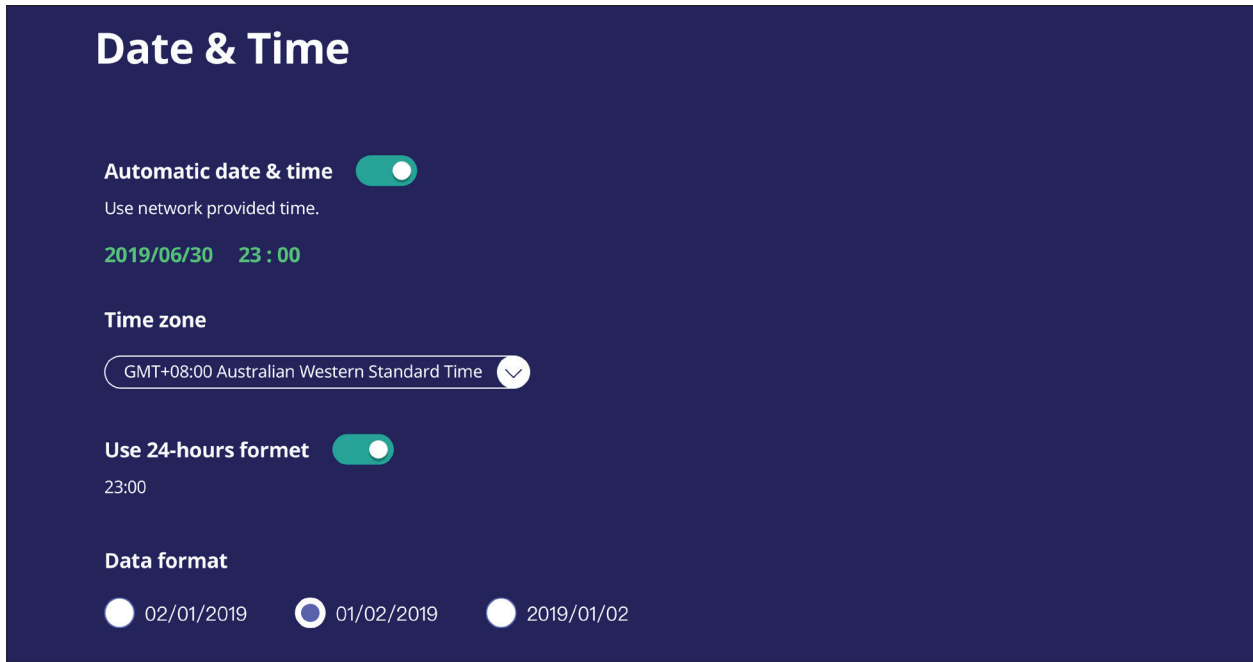 Date & Time
Automatic date & time
Use network provided time.
2019/06/30 23 : 00
Time zone
GMT+08:00 Australian Western Standard Time
Use 24-hours formet
23:00
Data format
02/01/2019 01/02/2019 2019/01/02